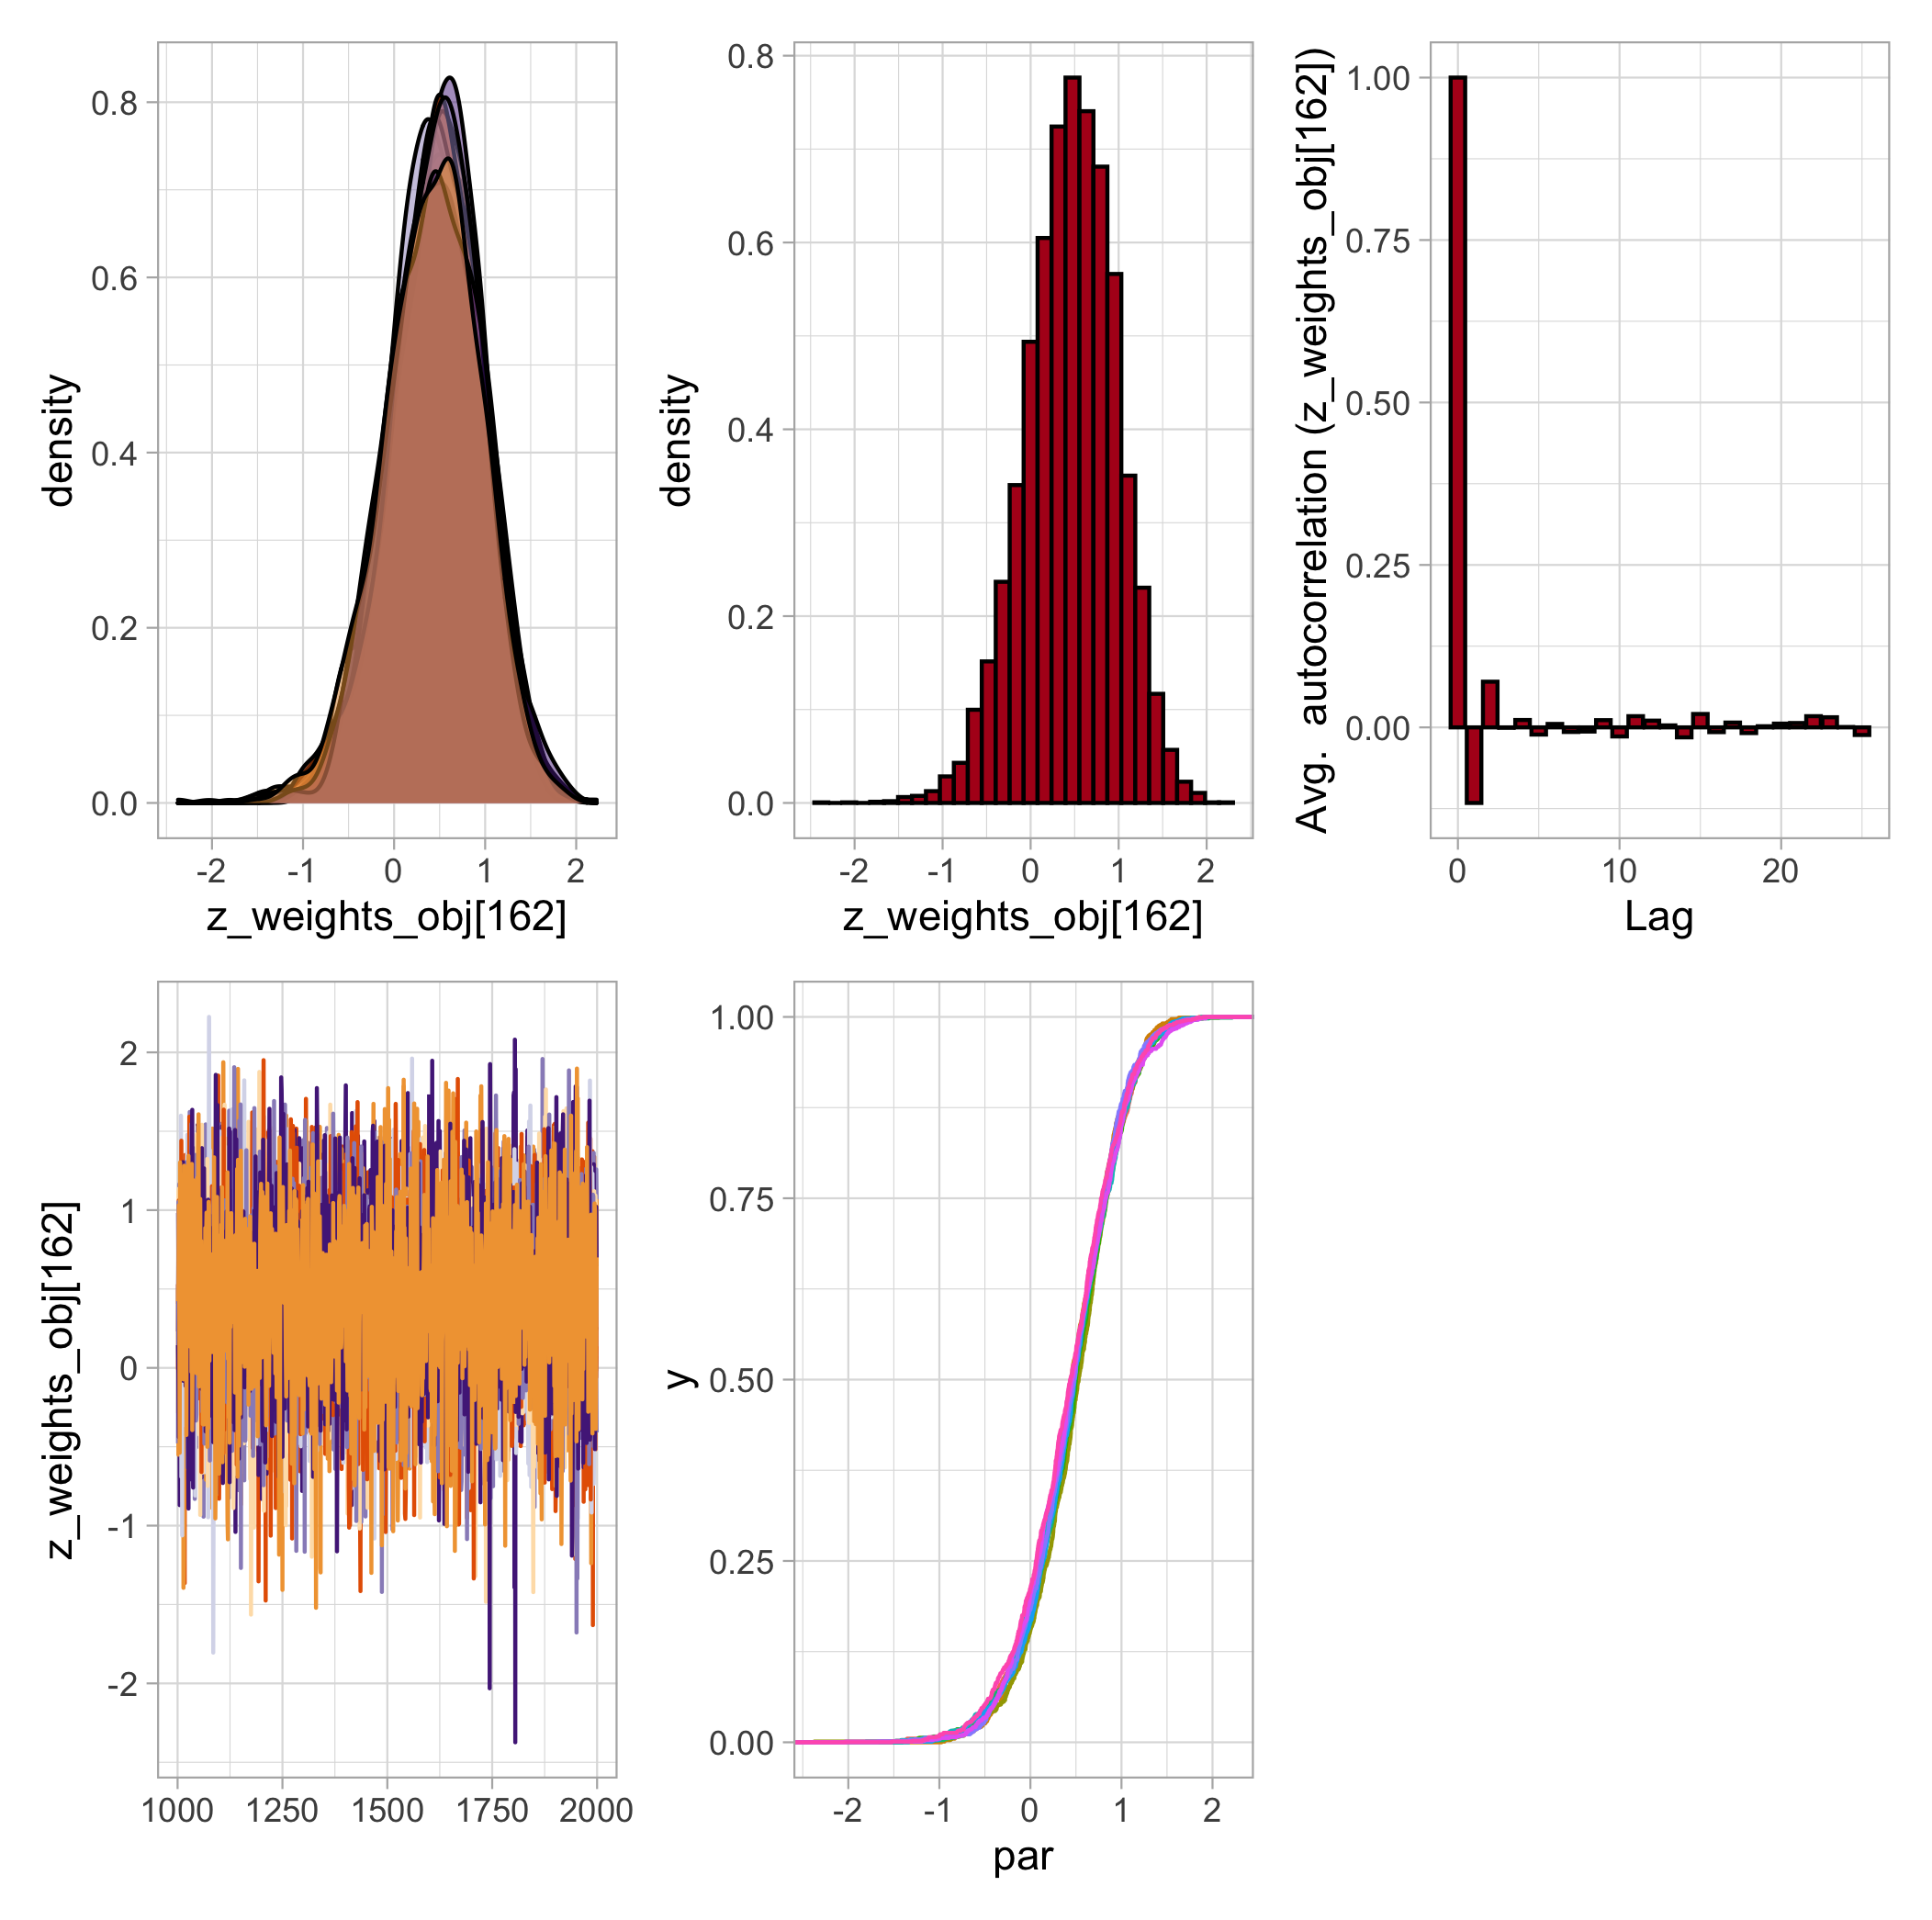 density
0.8
0.6
0.4
0.2
0.0
-2 -1 0 1 2
z_weights_obj[162]
density
0.8
0.6
0.4
0.2
0.0
-2 -1 0 1 2
z_weights_obj[162]
Avg. autocorrelation (z_weights_obj[162])
1.00
0.75
0.50
0.25
0.00
0 10 20
Lag
z_weights_obj[162]
2
1
0
-1
-2
1000 1250 1500 1750 2000
y
1.00
0.75
0.50
0.25
0.00
-2 -1 0 1 2
par